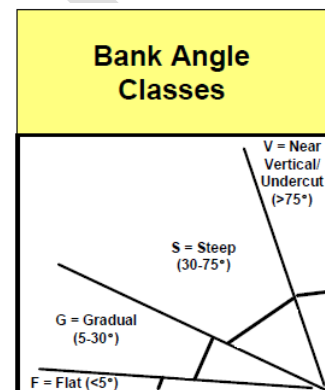 Bank Angle
Classes
V = Near
Vertical/
Undercut
(>75°)
S = Steep
(30-75°)
G = Gradual
(5-30°)
F = Flat (<5°)